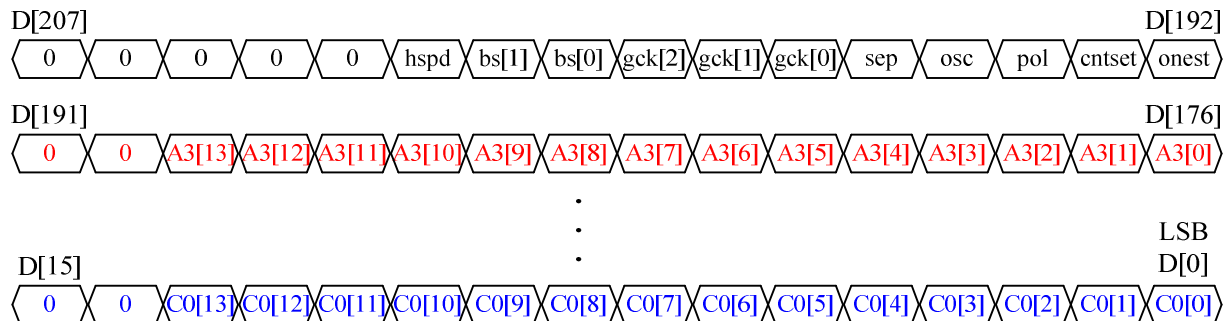 D[207] D[192]
0 0 0 0 0 hspd bs[1] bs[0] gck[2] gck[1] gck[0] sep osc pol cntset onest
D[191] D[176]
0 0 A3[13] A3[12] A3[11] A3[10] A3[9] A3[8] A3[7] A3[6] A3[5] A3[4] A3[3] A3[2] A3[1] A3[0]
LSB
D[15] D[0]
0 0 C0[13] C0[12] C0[11] C0[10] C0[9] C0[8] C0[7] C0[6] C0[5] C0[4] C0[3] C0[2] C0[1] C0[0]